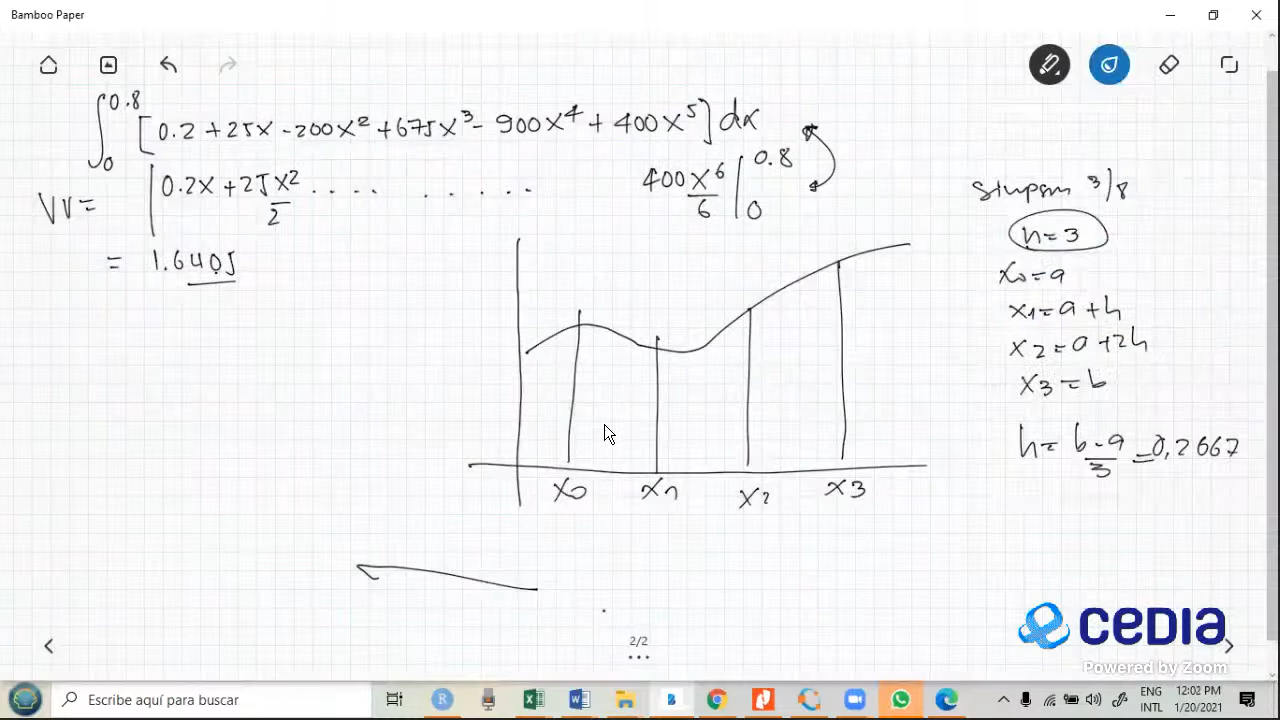 Bamboo Paper
∫₀^0.8 [0.2 + 25x - 200x² + 675x³ - 900x⁴ + 400x⁵] dx
VV = | 0.2x + 25x²/2 .... ..... 400x⁶/6 |₀^0.8
= 1.6405
Simpson 3/8
n = 3
x0 = a
x1 = a + h
x2 = a + 2h
x3 = b
h = b - a / 3 = 0,2667
x0 x1 x2 x3
cedia
Powered by Zoom
2/2
Escribe aquí para buscar
ENG
INTL
12:02 PM
1/20/2021